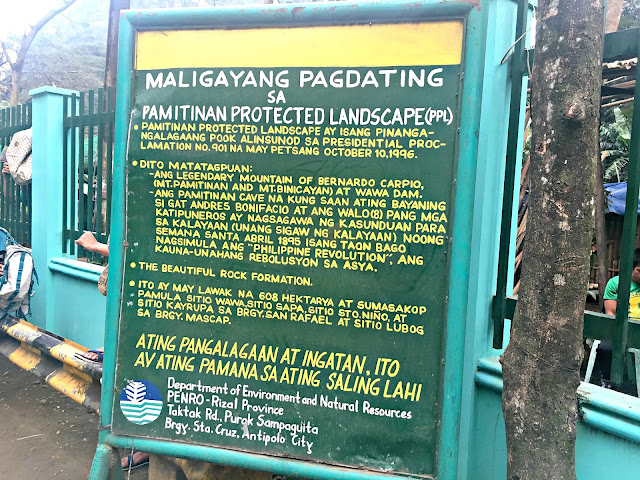 MALIGAYANG PAGDATING
SA
PAMITINAN PROTECTED LANDSCAPE (PPL)
• PAMITINAN PROTECTED LANDSCAPE AY ISANG PINANGA-
NGALAGAANG POOK ALINSUNOD SA PRESIDENTIAL PROC-
LAMATION NO. 901 NA MAY PETSANG OCTOBER 10, 1996.
• DITO MATATAGPUAN:
-ANG LEGENDARY MOUNTAIN OF BERNARDO CARPIO,
(MT. PAMITINAN AND MT. BINICAYAN) AT WAWA DAM.
-ANG PAMITINAN CAVE NA KUNG SAAN ATING BAYANING
SI GAT ANDRES BONIFACIO AT ANG WALO(8) PANG MGA
KATIPUNEROS AY NAGSAGAWA NG KASUNDUAN PARA
SA KALAYAAN (UNANG SIGAW NG KALAYAAN) NOONG
SEMANA SANTA ABRIL 1895 ISANG TAON BAGO
NAGSIMULA ANG "PHILIPPINE REVOLUTION". ANG
KAUNA-UNAHANG REBOLUSYON SA ASYA.
• THE BEAUTIFUL ROCK FORMATION.
• ITO AY MAY LAWAK NA 608 HEKTARYA AT SUMASAKOP
PAMULA SITIO WAWA, SITIO SAPA, SITIO STO. NIÑO, AT
SITIO KAYRUPA SA BRGY. SAN RAFAEL AT SITIO LUBOG
SA BRGY. MASCAP.
ATING PANGALAGAAN AT INGATAN, ITO
AY ATING PAMANA SA ATING SALING LAHI
Department of Environment and Natural Resources
PENRO-Rizal Province
Taktak Rd., Purok Sampaguita
Brgy. Sta. Cruz, Antipolo City